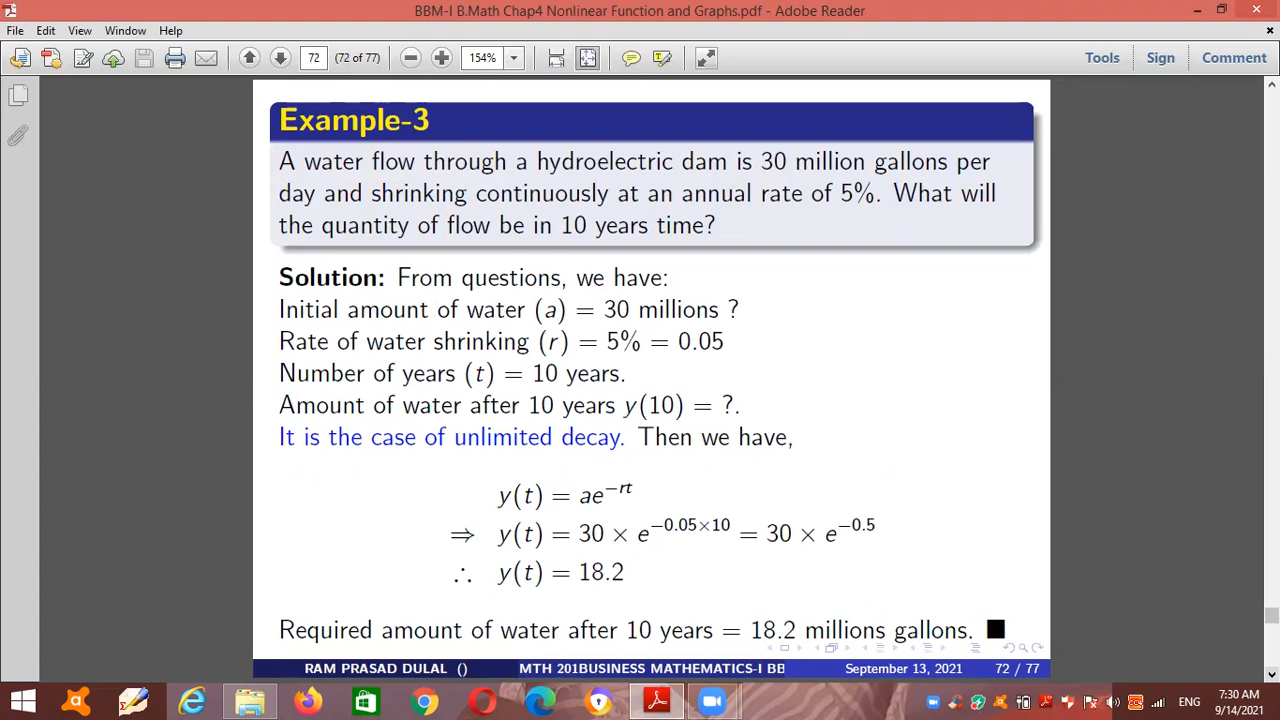 BBM-I B.Math Chap4 Nonlinear Function and Graphs.pdf - Adobe Reader
File Edit View Window Help
72 (72 of 77) 154% Tools Sign Comment
Example-3
A water flow through a hydroelectric dam is 30 million gallons per
day and shrinking continuously at an annual rate of 5%. What will
the quantity of flow be in 10 years time?
Solution: From questions, we have:
Initial amount of water (a) = 30 millions ?
Rate of water shrinking (r) = 5% = 0.05
Number of years (t) = 10 years.
Amount of water after 10 years y(10) = ?.
It is the case of unlimited decay. Then we have,
y(t) = ae^{−rt}
⇒ y(t) = 30 × e^{−0.05×10} = 30 × e^{−0.5}
∴ y(t) = 18.2
Required amount of water after 10 years = 18.2 millions gallons. ■
RAM PRASAD DULAL () MTH 201BUSINESS MATHEMATICS-I BB September 13, 2021 72 / 77
ENG 7:30 AM
9/14/2021